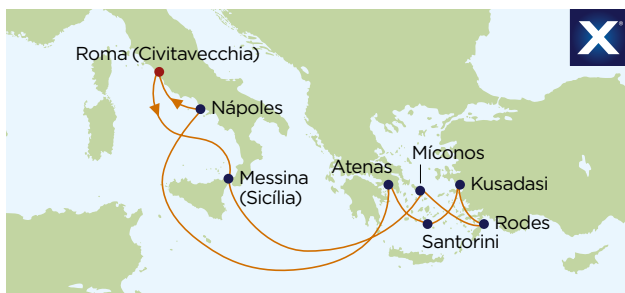 X
Roma (Civitavecchia)
Nápoles
Messina
(Sicília)
Atenas
Míconos
Kusadasi
Santorini
Rodes